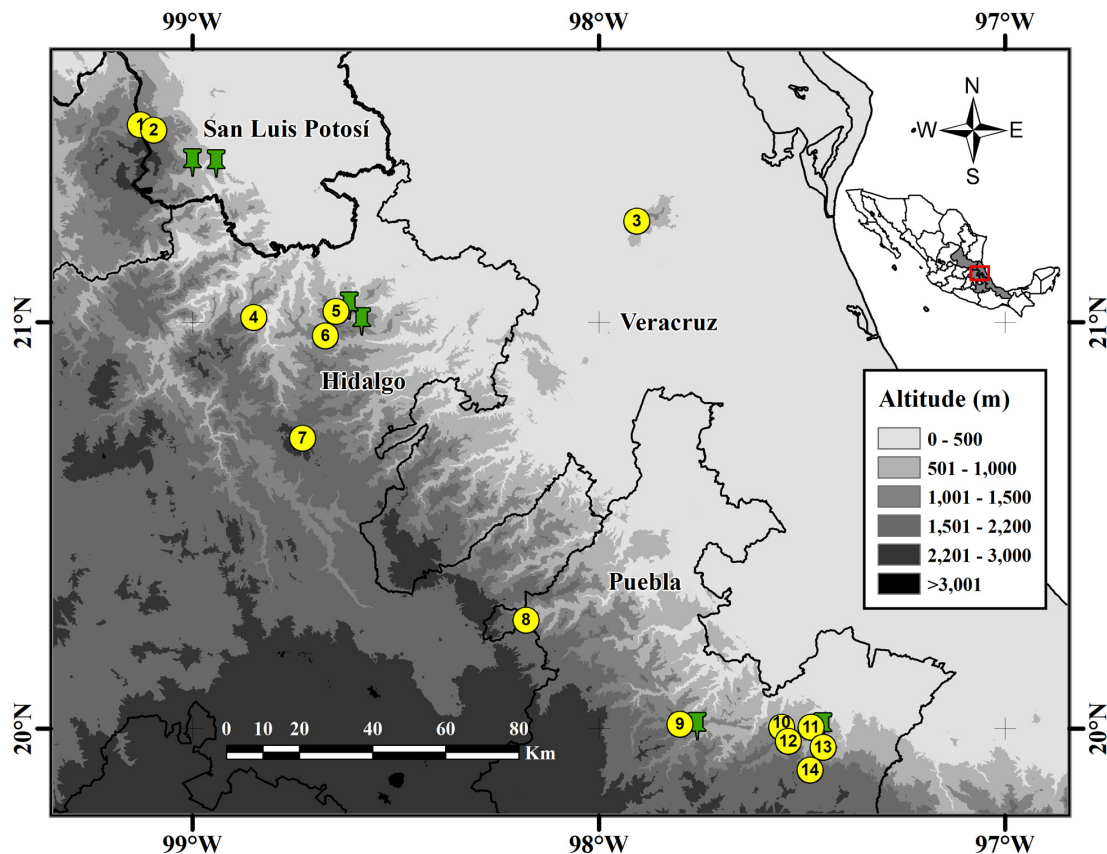 99°W 98°W 97°W
N
W E
S
San Luis Potosí
1 2
3
Veracruz
21°N 21°N
4 5
6
Hidalgo
7
Altitude (m)
0 - 500
501 - 1,000
1,001 - 1,500
1,501 - 2,200
2,201 - 3,000
>3,001
Puebla
8
20°N 20°N
9 10 11
12 13
14
0 10 20 40 60 80
Km
99°W 98°W 97°W